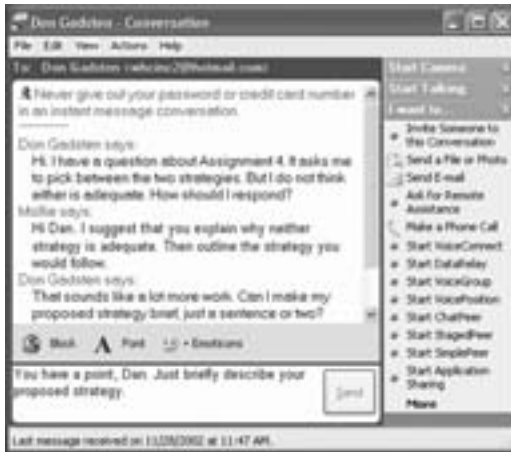 Don Gadsten - Conversation
File Edit View Actions Help
To: Don Gadsten
Start Camera
Start Talking
I want to...
Never give out your password or credit card number
in an instant message conversation.
Don Gadsten says:
Hi. I have a question about Assignment 4. It asks me
to pick between the two strategies. But I do not think
either is adequate. How should I respond?
Mollie says:
Hi Dan. I suggest that you explain why neither
strategy is adequate. Then outline the strategy you
would follow.
Don Gadsten says:
That sounds like a lot more work. Can I make my
proposed strategy brief, just a sentence or two?
Block Font Emoticons
You have a point, Dan. Just briefly describe your
proposed strategy.
Send
Last message received on 11/28/2002 at 11:47 AM.
Invite Someone to
this Conversation
Send a File or Photo
Send E-mail
Ask for Remote
Assistance
Make a Phone Call
Start VoiceConnect
Start DataRelay
Start VoiceGroup
Start VoicePosition
Start ChatPeer
Start StagedPeer
Start SimplePeer
Start Application
Sharing
More